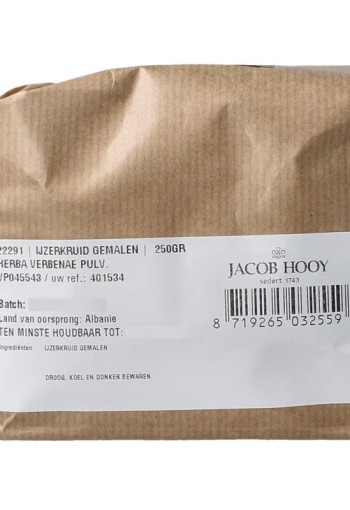 22291 | IJZERKRUID GEMALEN | 250GR
HERBA VERBENAE PULV.
VP045543 / uw ref.: 401534
Batch:
Land van oorsprong: Albanie
TEN MINSTE HOUDBAAR TOT:
Ingrediënten: IJZERKRUID GEMALEN
DROOG, KOEL EN DONKER BEWAREN.
JACOB HOOY
sedert 1743
8 719265 032559